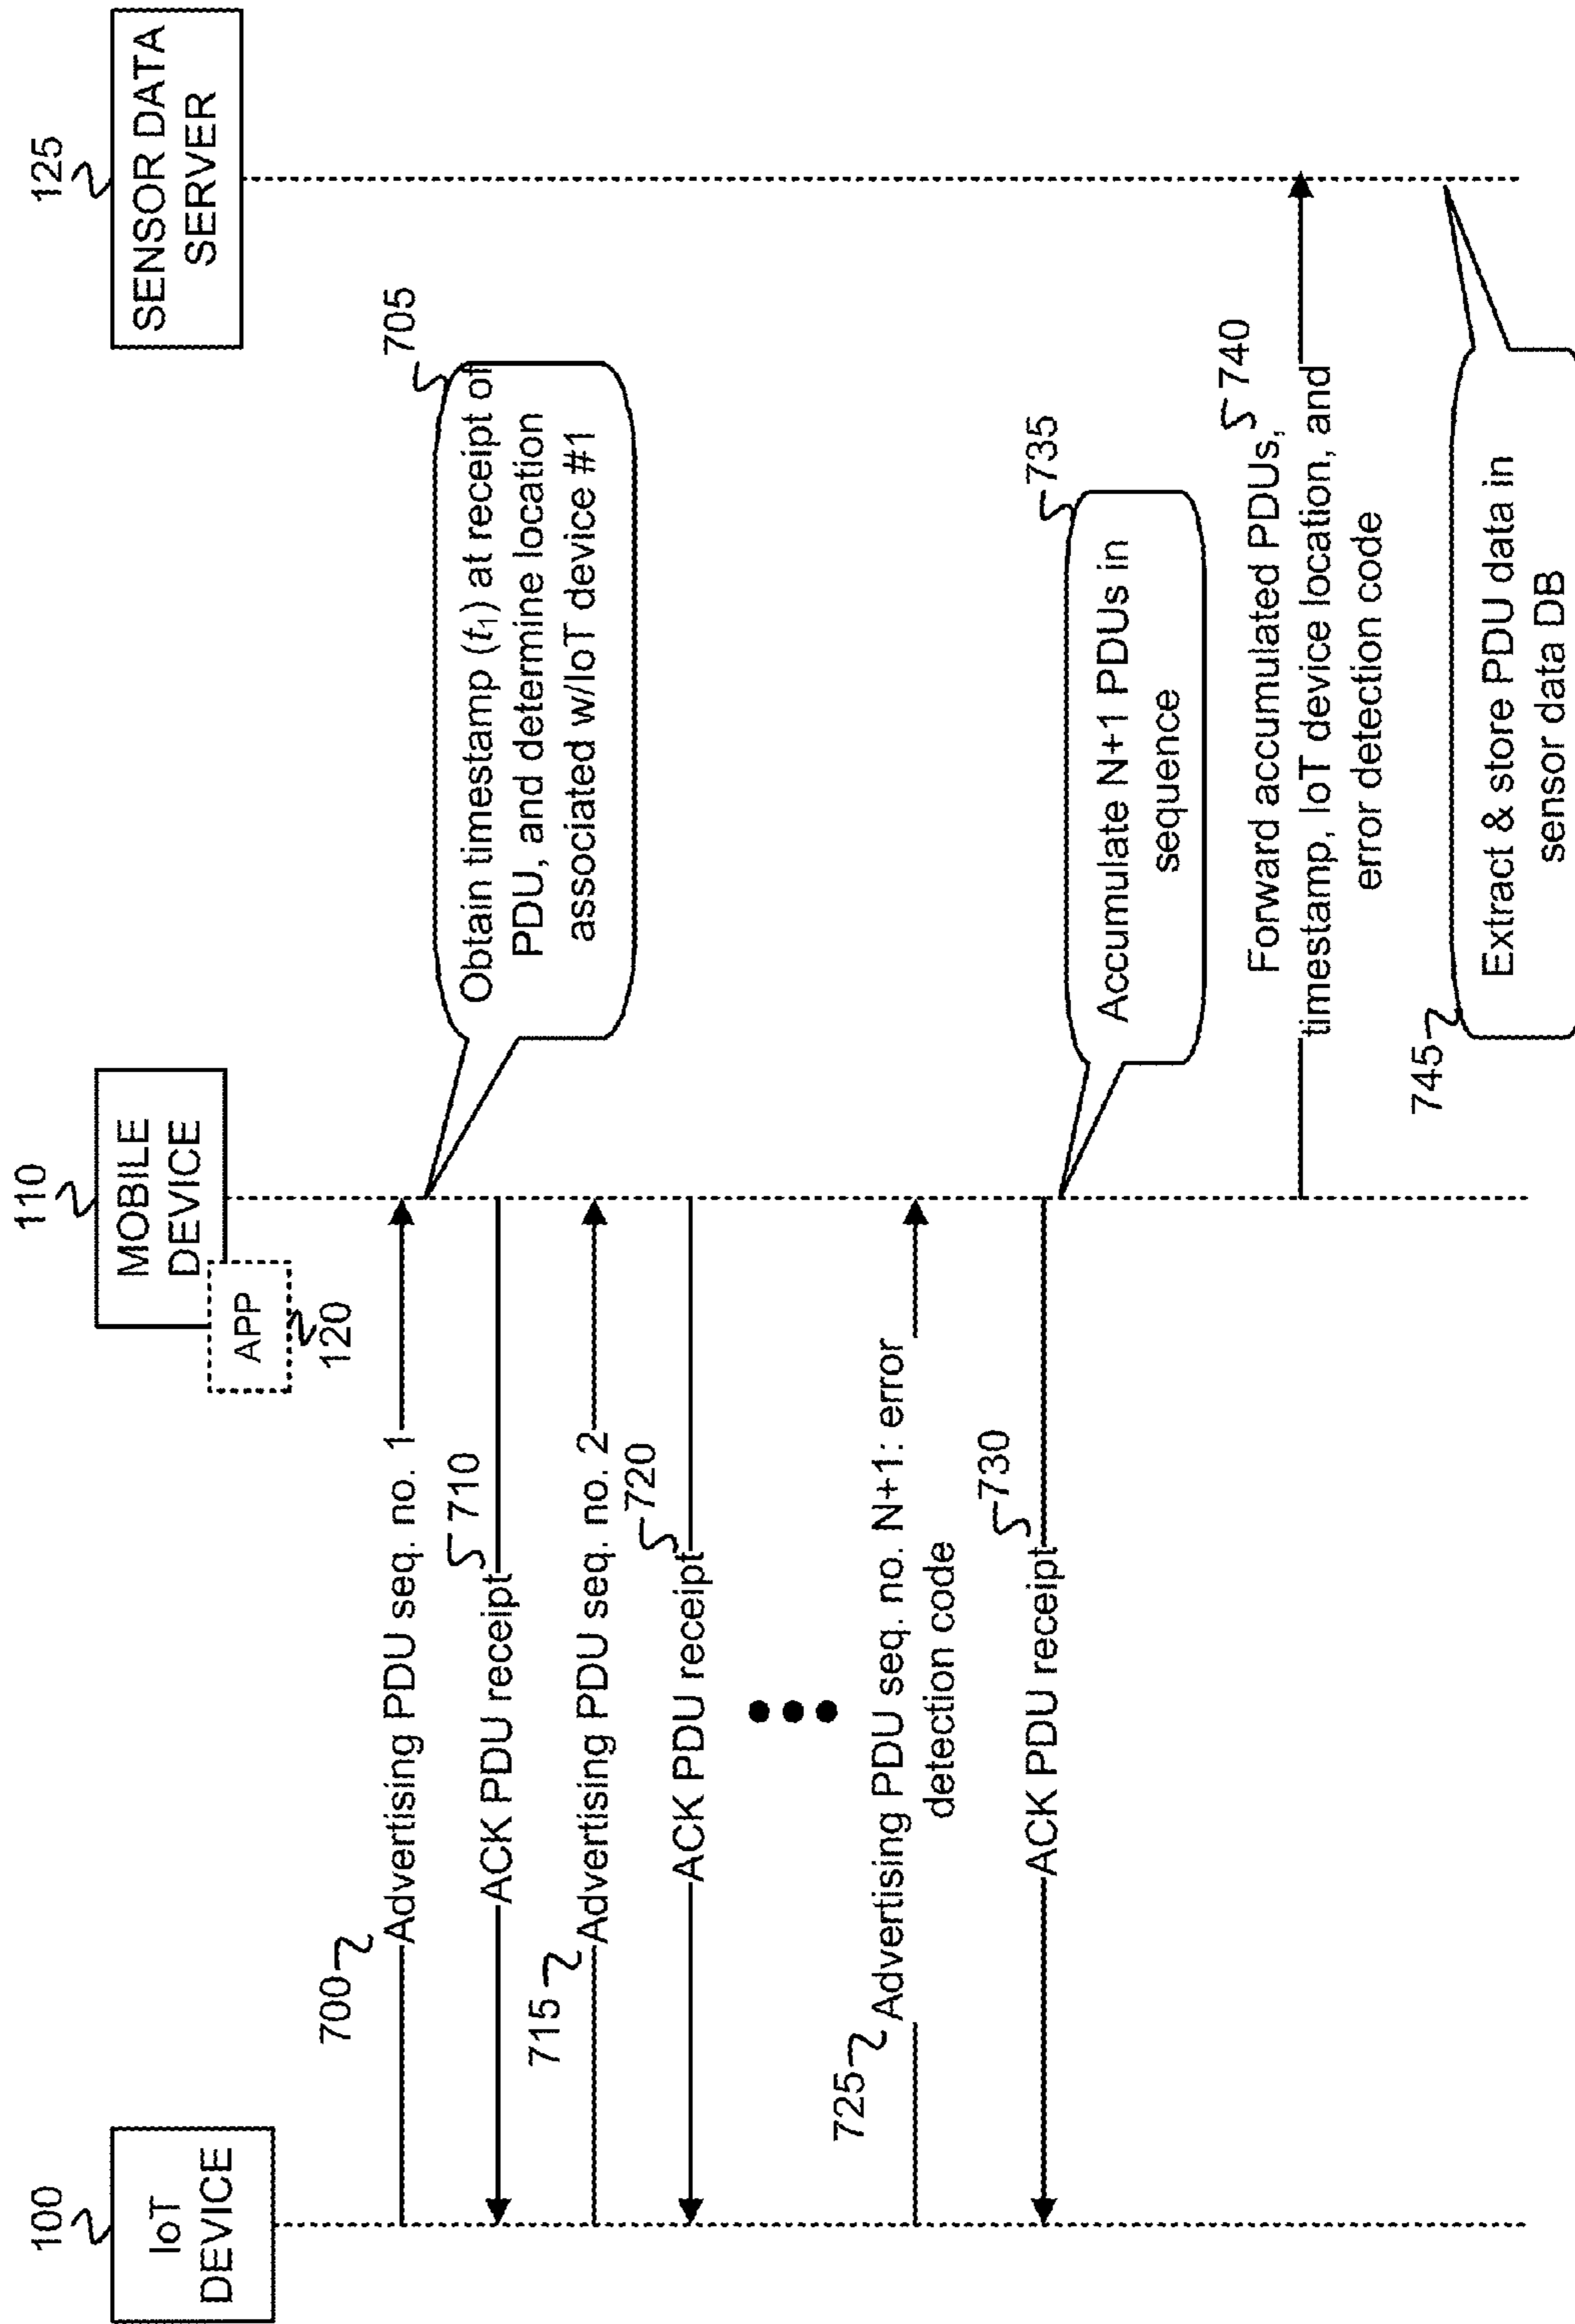 100
IoT
DEVICE
110
MOBILE
DEVICE
APP
120
125
SENSOR DATA
SERVER
700
Advertising PDU seq. no. 1
705
Obtain timestamp (t₁) at receipt of
PDU, and determine location
associated w/IoT device #1
710
ACK PDU receipt
715
Advertising PDU seq. no. 2
720
ACK PDU receipt
725
Advertising PDU seq. no. N+1: error
detection code
730
ACK PDU receipt
735
Accumulate N+1 PDUs in
sequence
740
Forward accumulated PDUs,
timestamp, IoT device location, and
error detection code
745
Extract & store PDU data in
sensor data DB